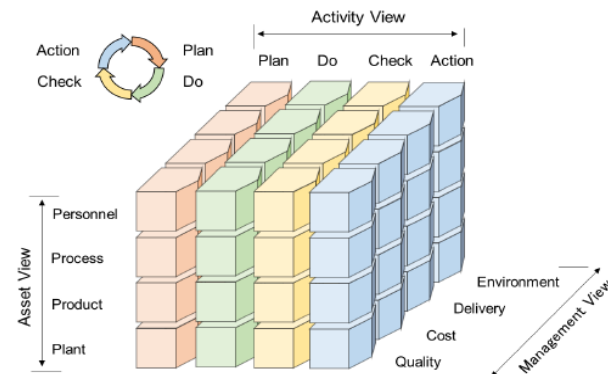 Activity View
Action
Plan
Check
Do
Plan
Do
Check
Action
Asset View
Personnel
Process
Product
Plant
Environment
Delivery
Cost
Quality
Management View